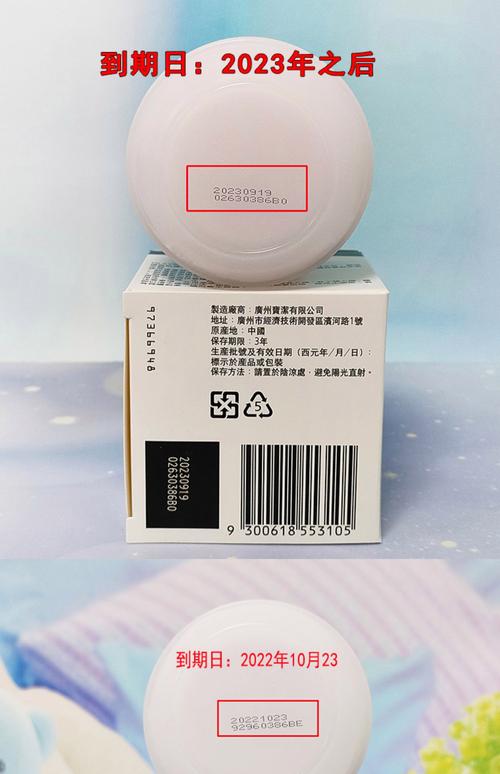 到期日：2023年之后
20230919
02630386B0
97366948
製造廠商：廣州寶潔有限公司
地址：廣州市經濟技術開發區濱河路1號
原產地：中國
保存期限：3年
生產批號及有效日期（西元年/月/日）：
標示於產品或包裝
保存方法：請置於陰涼處，避免陽光直射。
5
20230919
02630386B0
9 300618 553105
到期日：2022年10月23
20221023
92960386BE